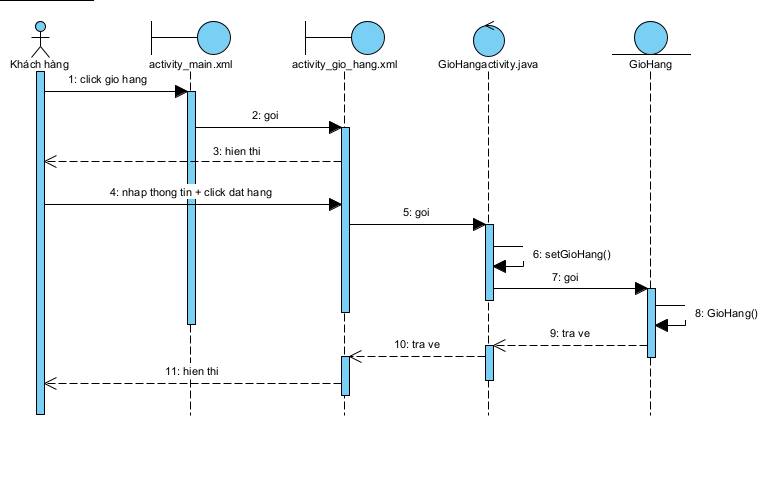 Khách hàng
activity_main.xml
activity_gio_hang.xml
GioHangactivity.java
GioHang
1: click gio hang
2: goi
3: hien thi
4: nhap thong tin + click dat hang
5: goi
6: setGioHang()
7: goi
8: GioHang()
9: tra ve
10: tra ve
11: hien thi